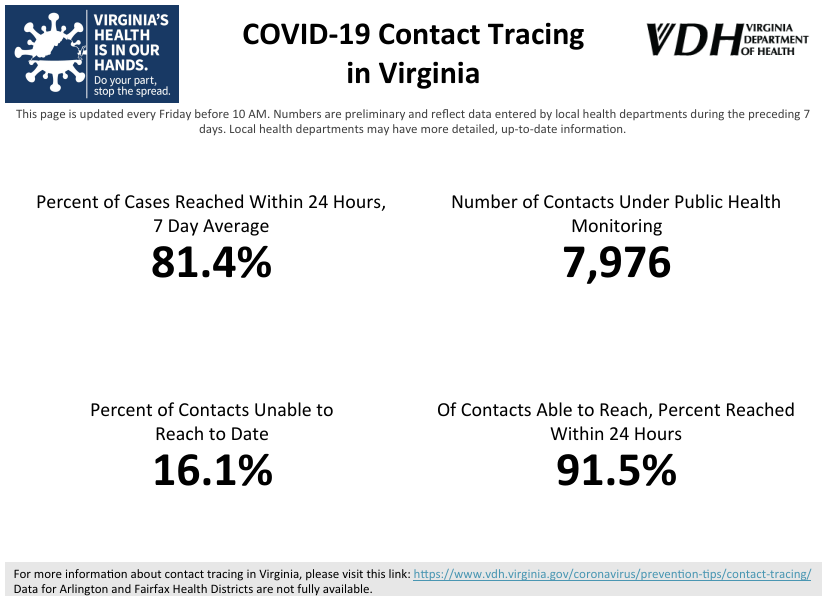 VIRGINIA'S
HEALTH
IS IN OUR
HANDS.
Do your part,
stop the spread.
COVID-19 Contact Tracing
in Virginia
VDH VIRGINIA
DEPARTMENT
OF HEALTH
This page is updated every Friday before 10 AM. Numbers are preliminary and reflect data entered by local health departments during the preceding 7
days. Local health departments may have more detailed, up-to-date information.
Percent of Cases Reached Within 24 Hours,
7 Day Average
81.4%
Number of Contacts Under Public Health
Monitoring
7,976
Percent of Contacts Unable to
Reach to Date
16.1%
Of Contacts Able to Reach, Percent Reached
Within 24 Hours
91.5%
For more information about contact tracing in Virginia, please visit this link: https://www.vdh.virginia.gov/coronavirus/prevention-tips/contact-tracing/
Data for Arlington and Fairfax Health Districts are not fully available.